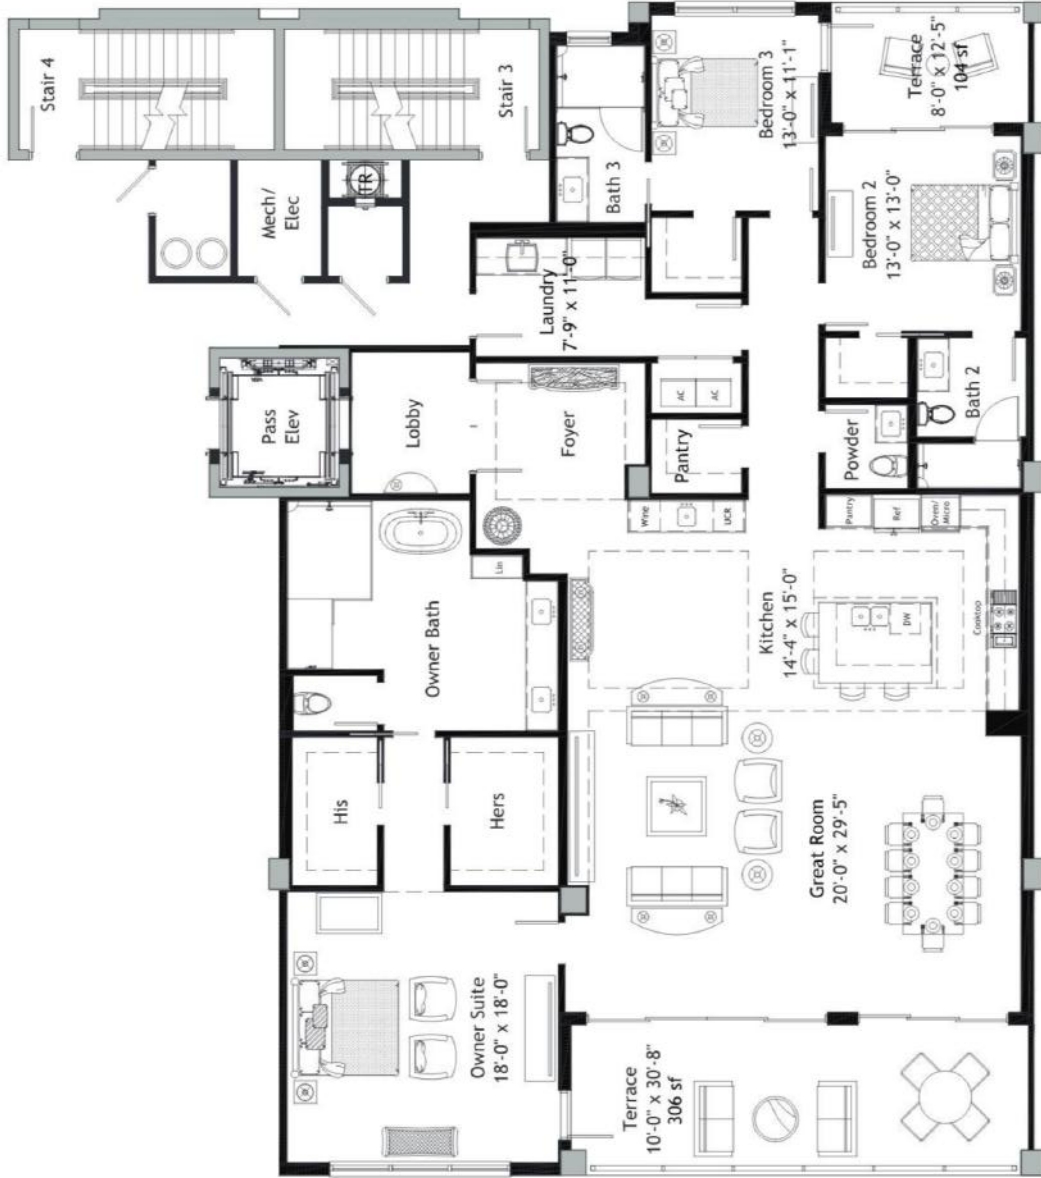 Stair 4
Stair 3
Mech/
Elec
TR
Bath 3
Bedroom 3
13'-0" x 11'-1"
Terrace
8'-0" x 12'-5"
104 sf
Laundry
7'-9" x 11'-0"
Bedroom 2
13'-0" x 13'-0"
Pass
Elev
Lobby
Foyer
AC
AC
Pantry
Powder
Bath 2
Wine
UCR
Pantry
Ref
Oven/
Micro
Lin
Owner Bath
Kitchen
14'-4" x 15'-0"
DW
Cooktop
His
Hers
Great Room
20'-0" x 29'-5"
Owner Suite
18'-0" x 18'-0"
Terrace
10'-0" x 30'-8"
306 sf